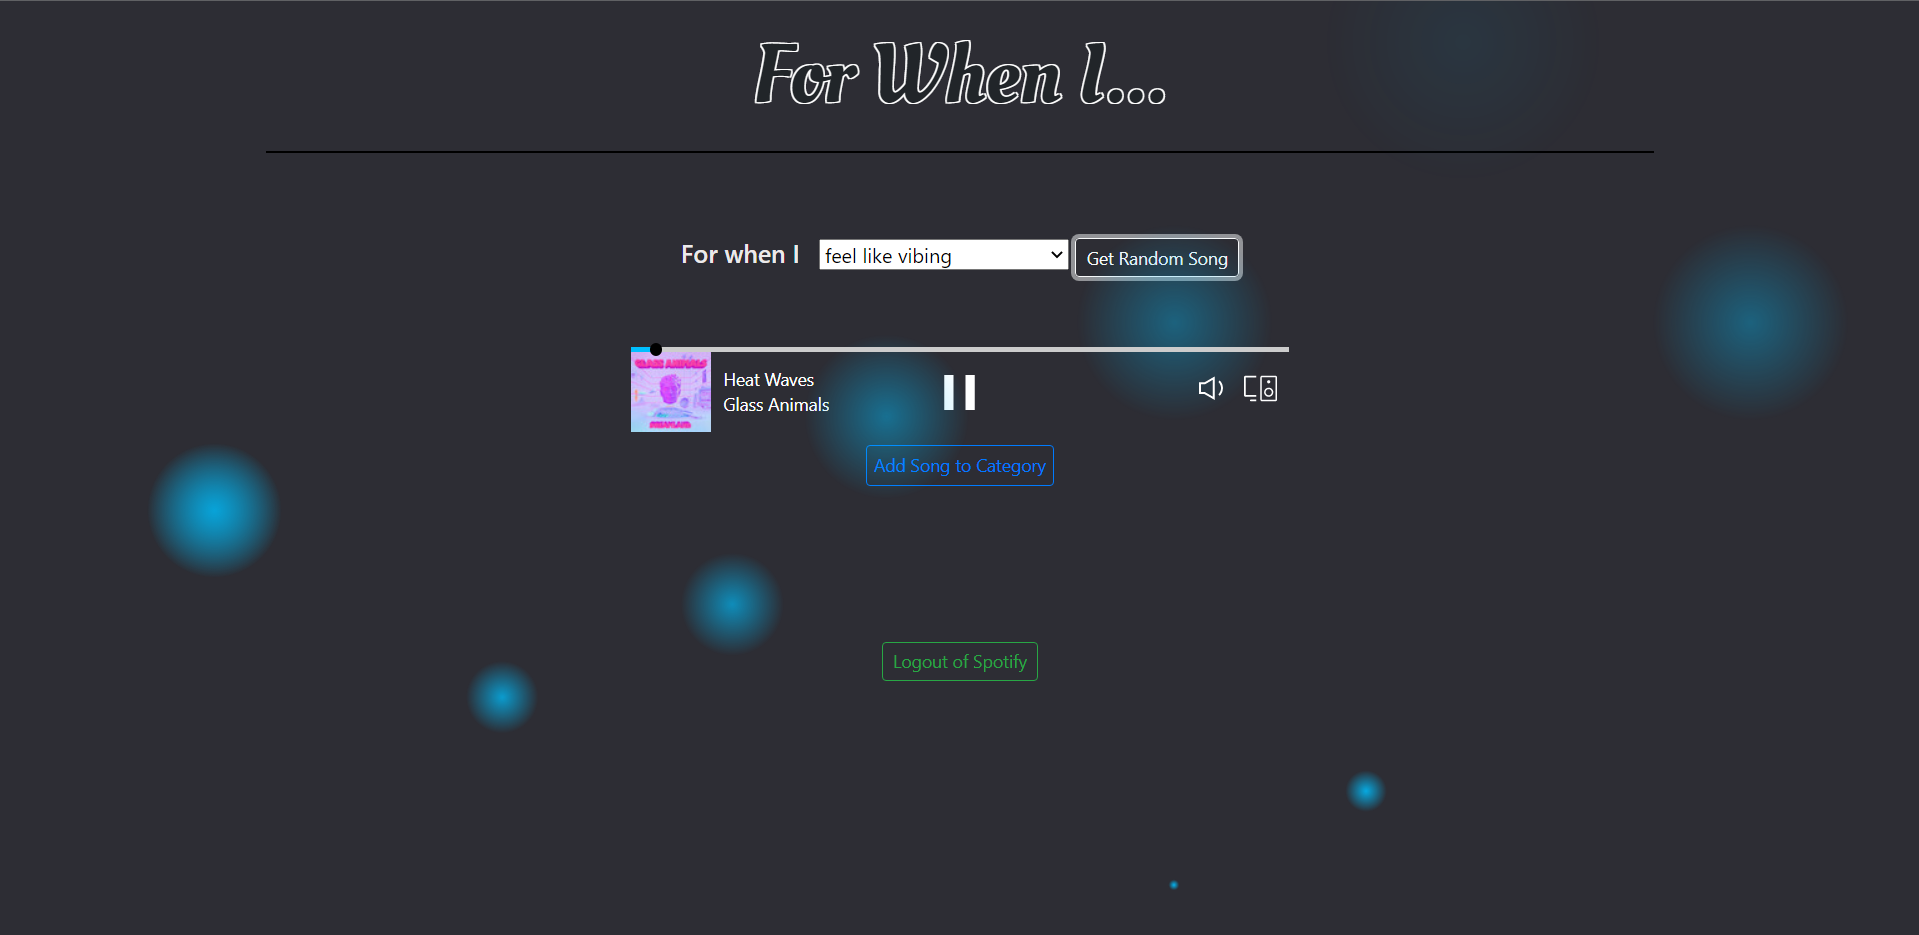 For When I...
For when I feel like vibing Get Random Song
GLASS ANIMALS
Heat Waves
Glass Animals
DREAMLAND
Add Song to Category
Logout of Spotify